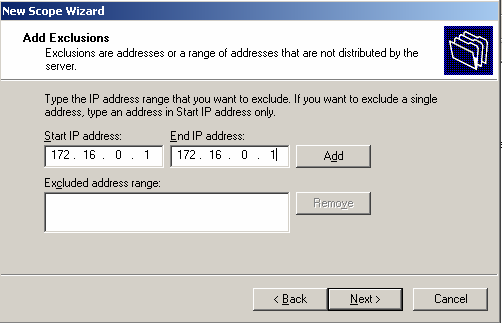 New Scope Wizard
Add Exclusions
Exclusions are addresses or a range of addresses that are not distributed by the
server.
Type the IP address range that you want to exclude. If you want to exclude a single
address, type an address in Start IP address only.
Start IP address: End IP address:
172 . 16 . 0 . 1 172 . 16 . 0 . 1 Add
Excluded address range:
Remove
< Back Next > Cancel